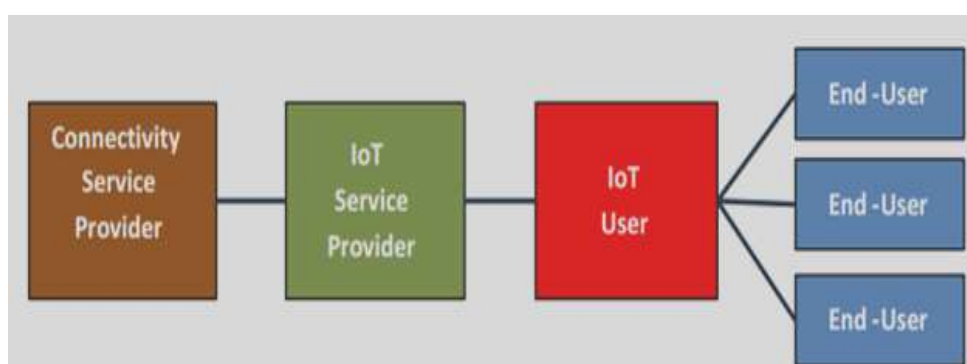 Connectivity
Service
Provider
IoT
Service
Provider
IoT
User
End -User
End -User
End -User